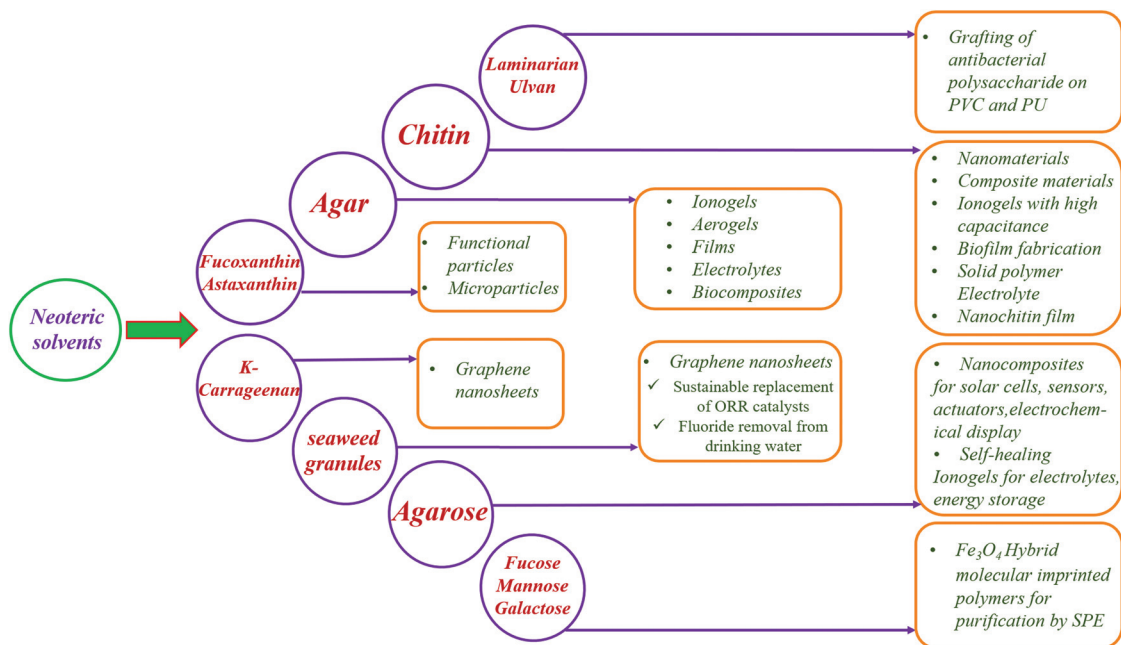 Neoteric
solvents
Laminarian
Ulvan
• Grafting of
antibacterial
polysaccharide on
PVC and PU
Chitin
• Nanomaterials
• Composite materials
• Ionogels with high
capacitance
• Biofilm fabrication
• Solid polymer
Electrolyte
• Nanochitin film
Agar
• Ionogels
• Aerogels
• Films
• Electrolytes
• Biocomposites
Fucoxanthin
Astaxanthin
• Functional
particles
• Microparticles
K-
Carrageenan
• Graphene
nanosheets
seaweed
granules
• Graphene nanosheets
✓ Sustainable replacement
of ORR catalysts
✓ Fluoride removal from
drinking water
Agarose
• Nanocomposites
for solar cells, sensors,
actuators,electrochem-
ical display
• Self-healing
Ionogels for electrolytes,
energy storage
Fucose
Mannose
Galactose
• Fe₃O₄ Hybrid
molecular imprinted
polymers for
purification by SPE